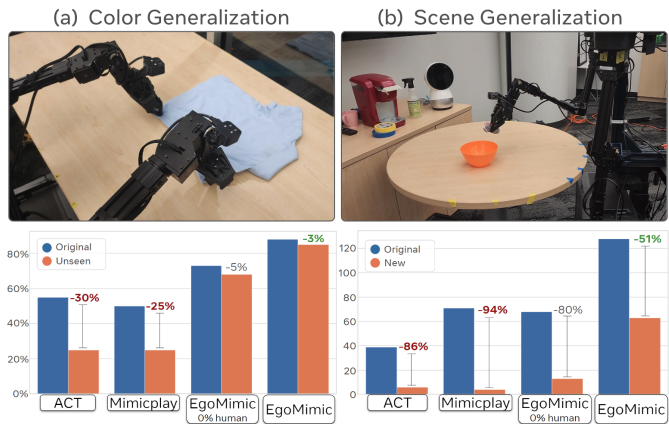 (a) Color Generalization
(b) Scene Generalization
80%
60%
40%
20%
0%
Original
Unseen
-30%
-25%
-5%
-3%
ACT
Mimicplay
EgoMimic
0% human
EgoMimic
120
100
80
60
40
20
0
Original
New
-86%
-94%
-80%
-51%
ACT
Mimicplay
EgoMimic
0% human
EgoMimic